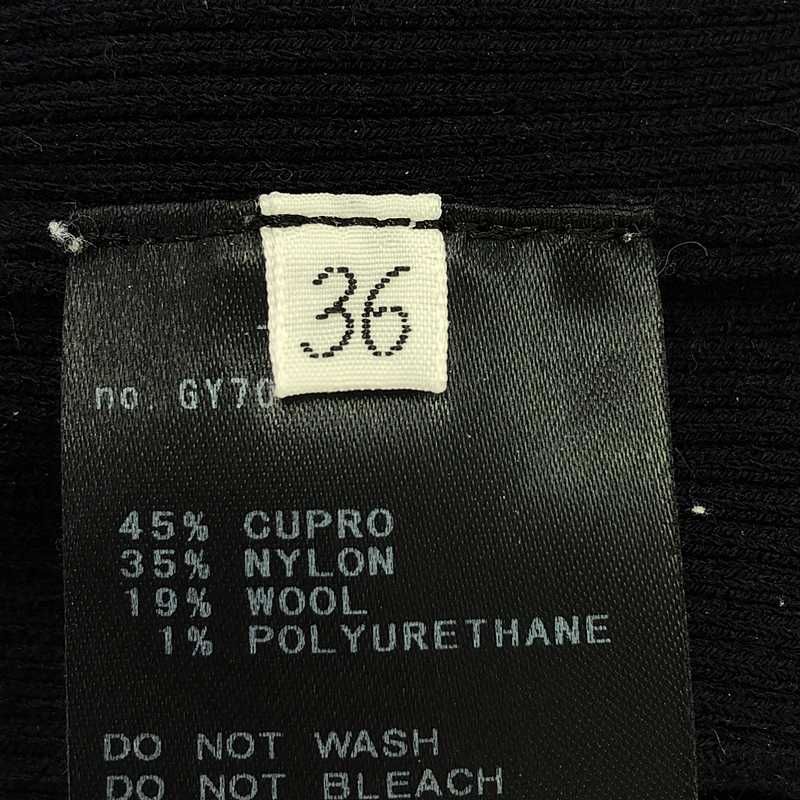 36
no. GY70
45% CUPRO
35% NYLON
19% WOOL
1% POLYURETHANE
DO NOT WASH
DO NOT BLEACH